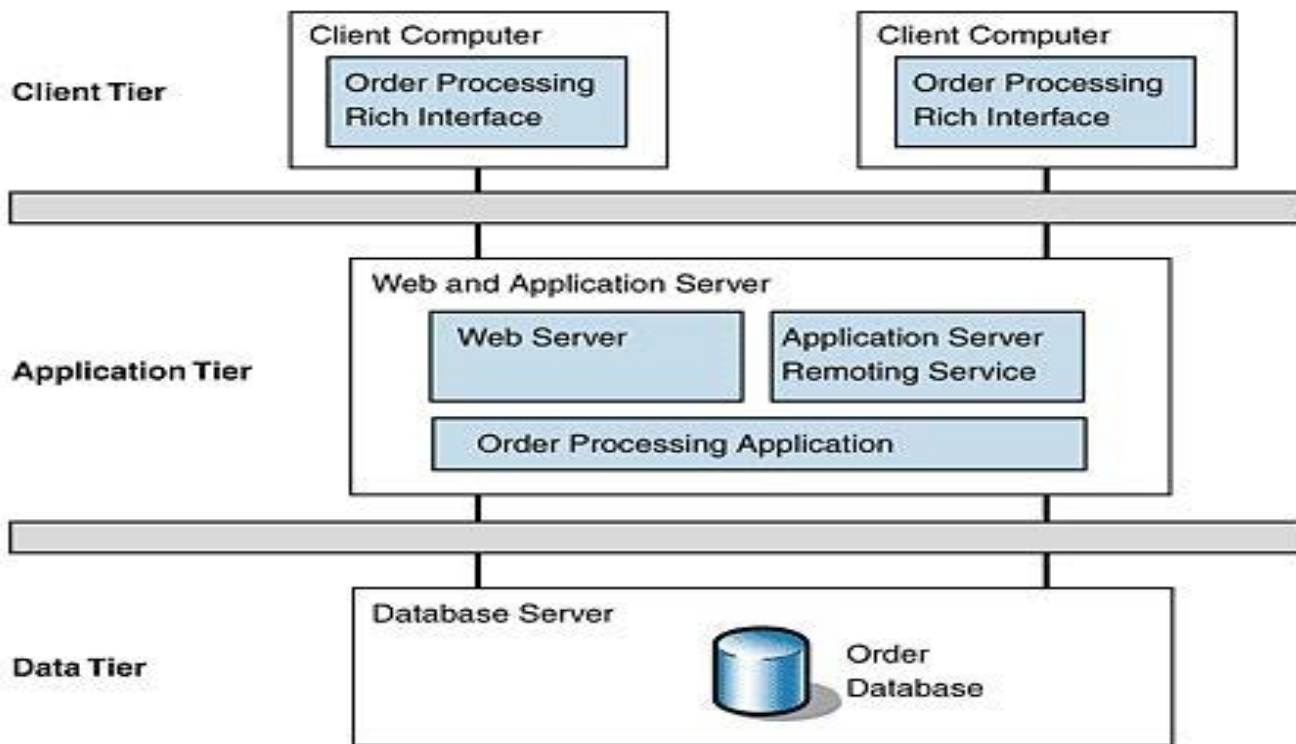 Client Computer
Order Processing
Rich Interface
Client Computer
Order Processing
Rich Interface
Client Tier
Web and Application Server
Web Server
Application Server
Remoting Service
Order Processing Application
Application Tier
Database Server
Order
Database
Data Tier